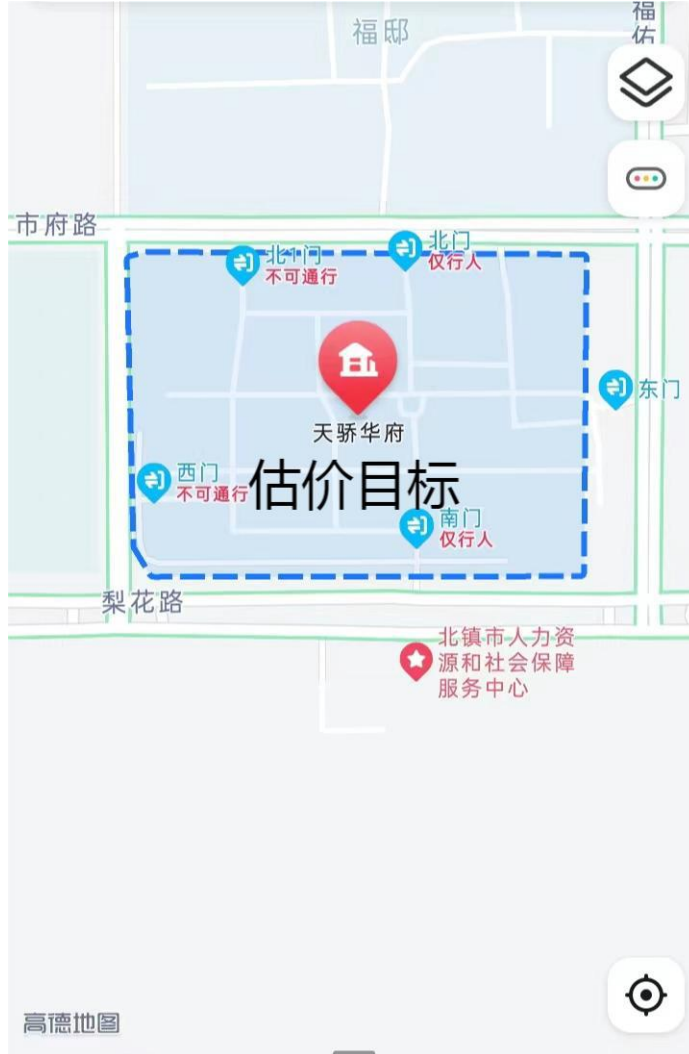 福邸
福佑
市府路
北1门
不可通行
北门
仅行人
东门
天骄华府
西门
不可通行
估价目标
南门
仅行人
梨花路
北镇市人力资
源和社会保障
服务中心
高德地图